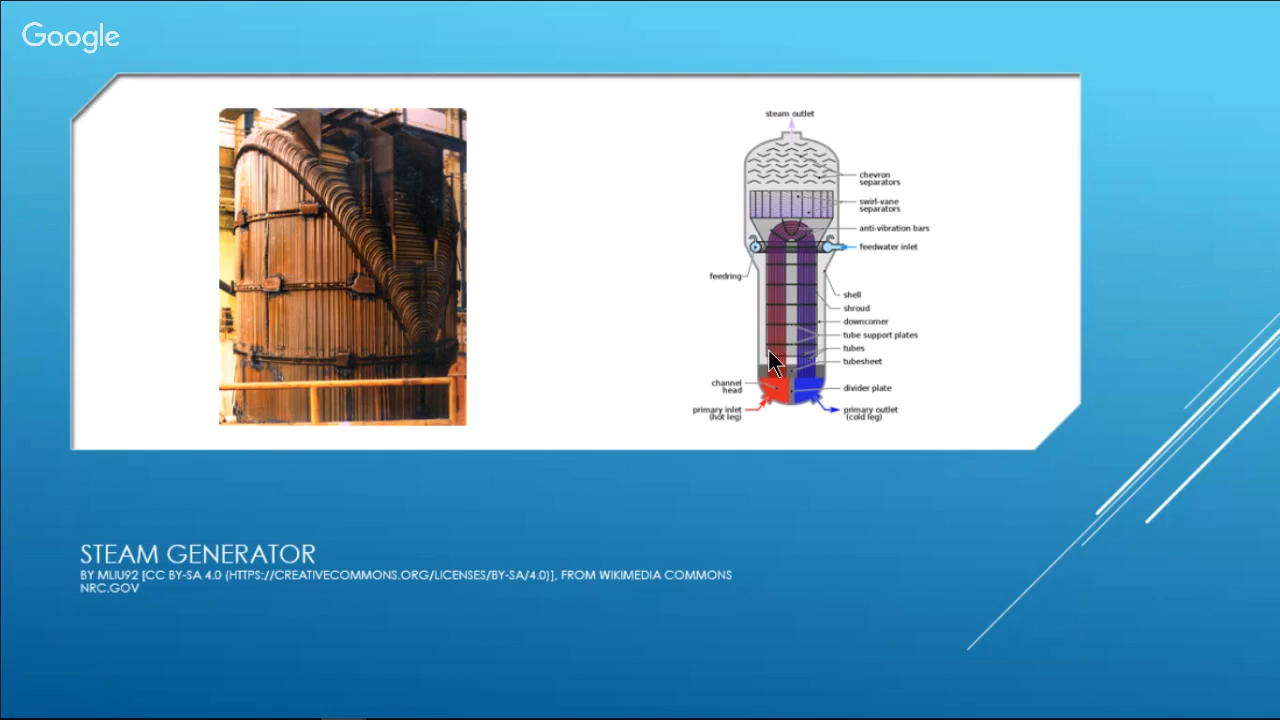 Google
steam outlet
chevron
separators
swirl-vane
separators
anti-vibration bars
feedwater inlet
feedring
shell
shroud
downcomer
tube support plates
tubes
tubesheet
channel
head
divider plate
primary inlet
(hot leg)
primary outlet
(cold leg)
STEAM GENERATOR
BY MLIU92 [CC BY-SA 4.0 (HTTPS://CREATIVECOMMONS.ORG/LICENSES/BY-SA/4.0)], FROM WIKIMEDIA COMMONS
NRC.GOV